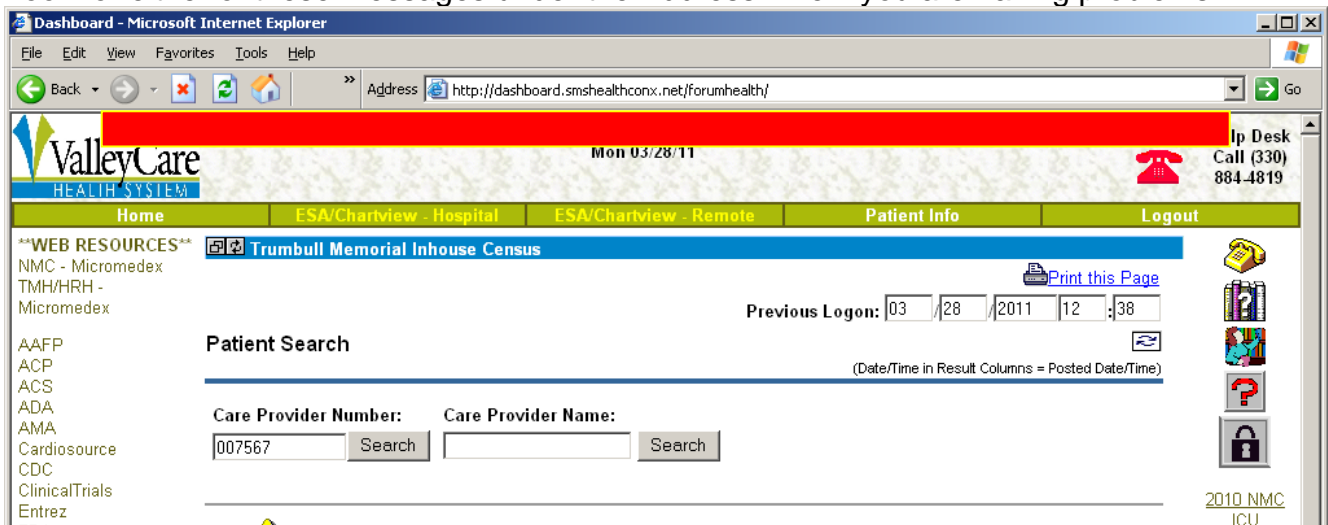 Dashboard - Microsoft Internet Explorer
File Edit View Favorites Tools Help
Back » Address http://dashboard.smshealthconx.net/forumhealth/ Go
ValleyCare
HEALTH SYSTEM
Mon 03/28/11
lp Desk
Call (330)
884-4819
Home ESA/Chartview - Hospital ESA/Chartview - Remote Patient Info Logout
**WEB RESOURCES**
NMC - Micromedex
TMH/HRH -
Micromedex
AAFP
ACP
ACS
ADA
AMA
Cardiosource
CDC
ClinicalTrials
Entrez
Trumbull Memorial Inhouse Census
Print this Page
Previous Logon: 03 /28 /2011 12 :38
Patient Search
(Date/Time in Result Columns = Posted Date/Time)
Care Provider Number: Care Provider Name:
007567 Search Search
2010 NMC
ICU